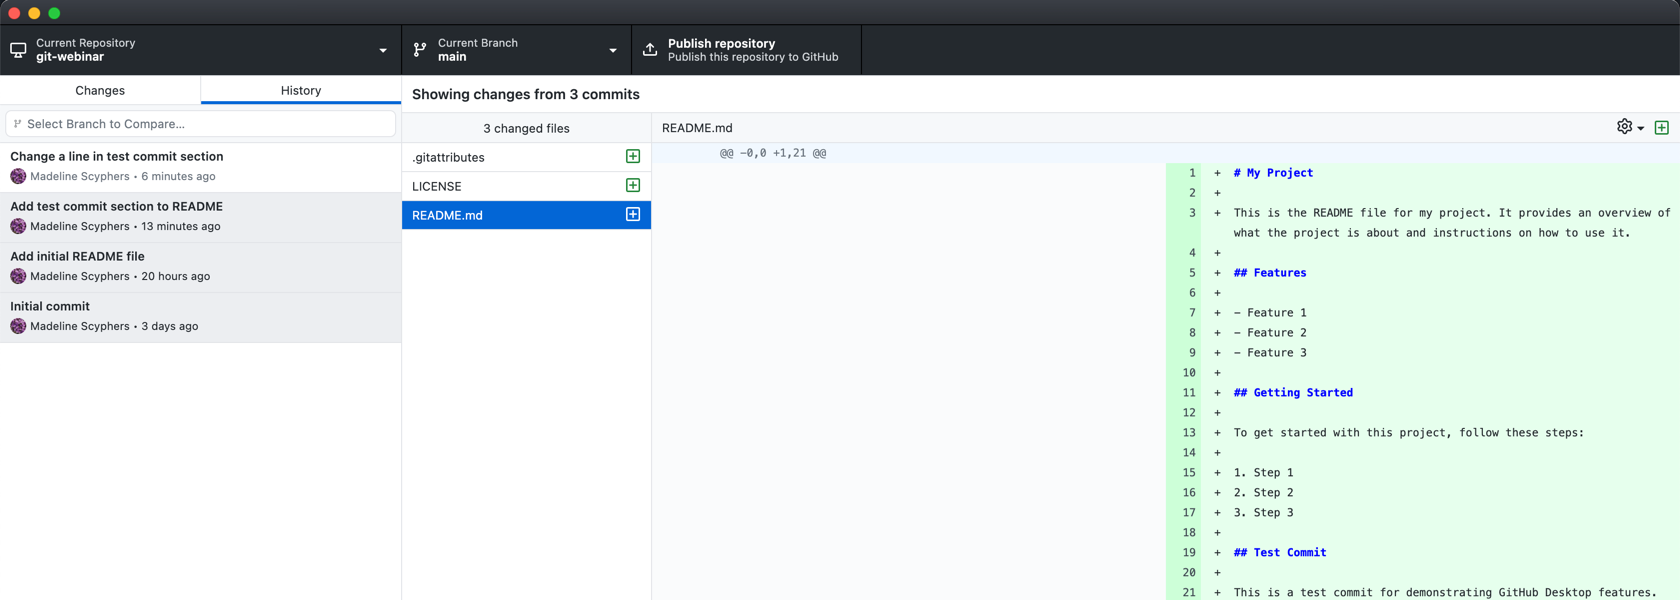 Current Repository
git-webinar
Current Branch
main
Publish repository
Publish this repository to GitHub
Changes
History
Select Branch to Compare...
Change a line in test commit section
Madeline Scyphers • 6 minutes ago
Add test commit section to README
Madeline Scyphers • 13 minutes ago
Add initial README file
Madeline Scyphers • 20 hours ago
Initial commit
Madeline Scyphers • 3 days ago
Showing changes from 3 commits
3 changed files
.gitattributes
LICENSE
README.md
README.md
@@ -0,0 +1,21 @@
1 + # My Project
2 +
3 + This is the README file for my project. It provides an overview of
what the project is about and instructions on how to use it.
4 +
5 + ## Features
6 +
7 + - Feature 1
8 + - Feature 2
9 + - Feature 3
10 +
11 + ## Getting Started
12 +
13 + To get started with this project, follow these steps:
14 +
15 + 1. Step 1
16 + 2. Step 2
17 + 3. Step 3
18 +
19 + ## Test Commit
20 +
21 + This is a test commit for demonstrating GitHub Desktop features.